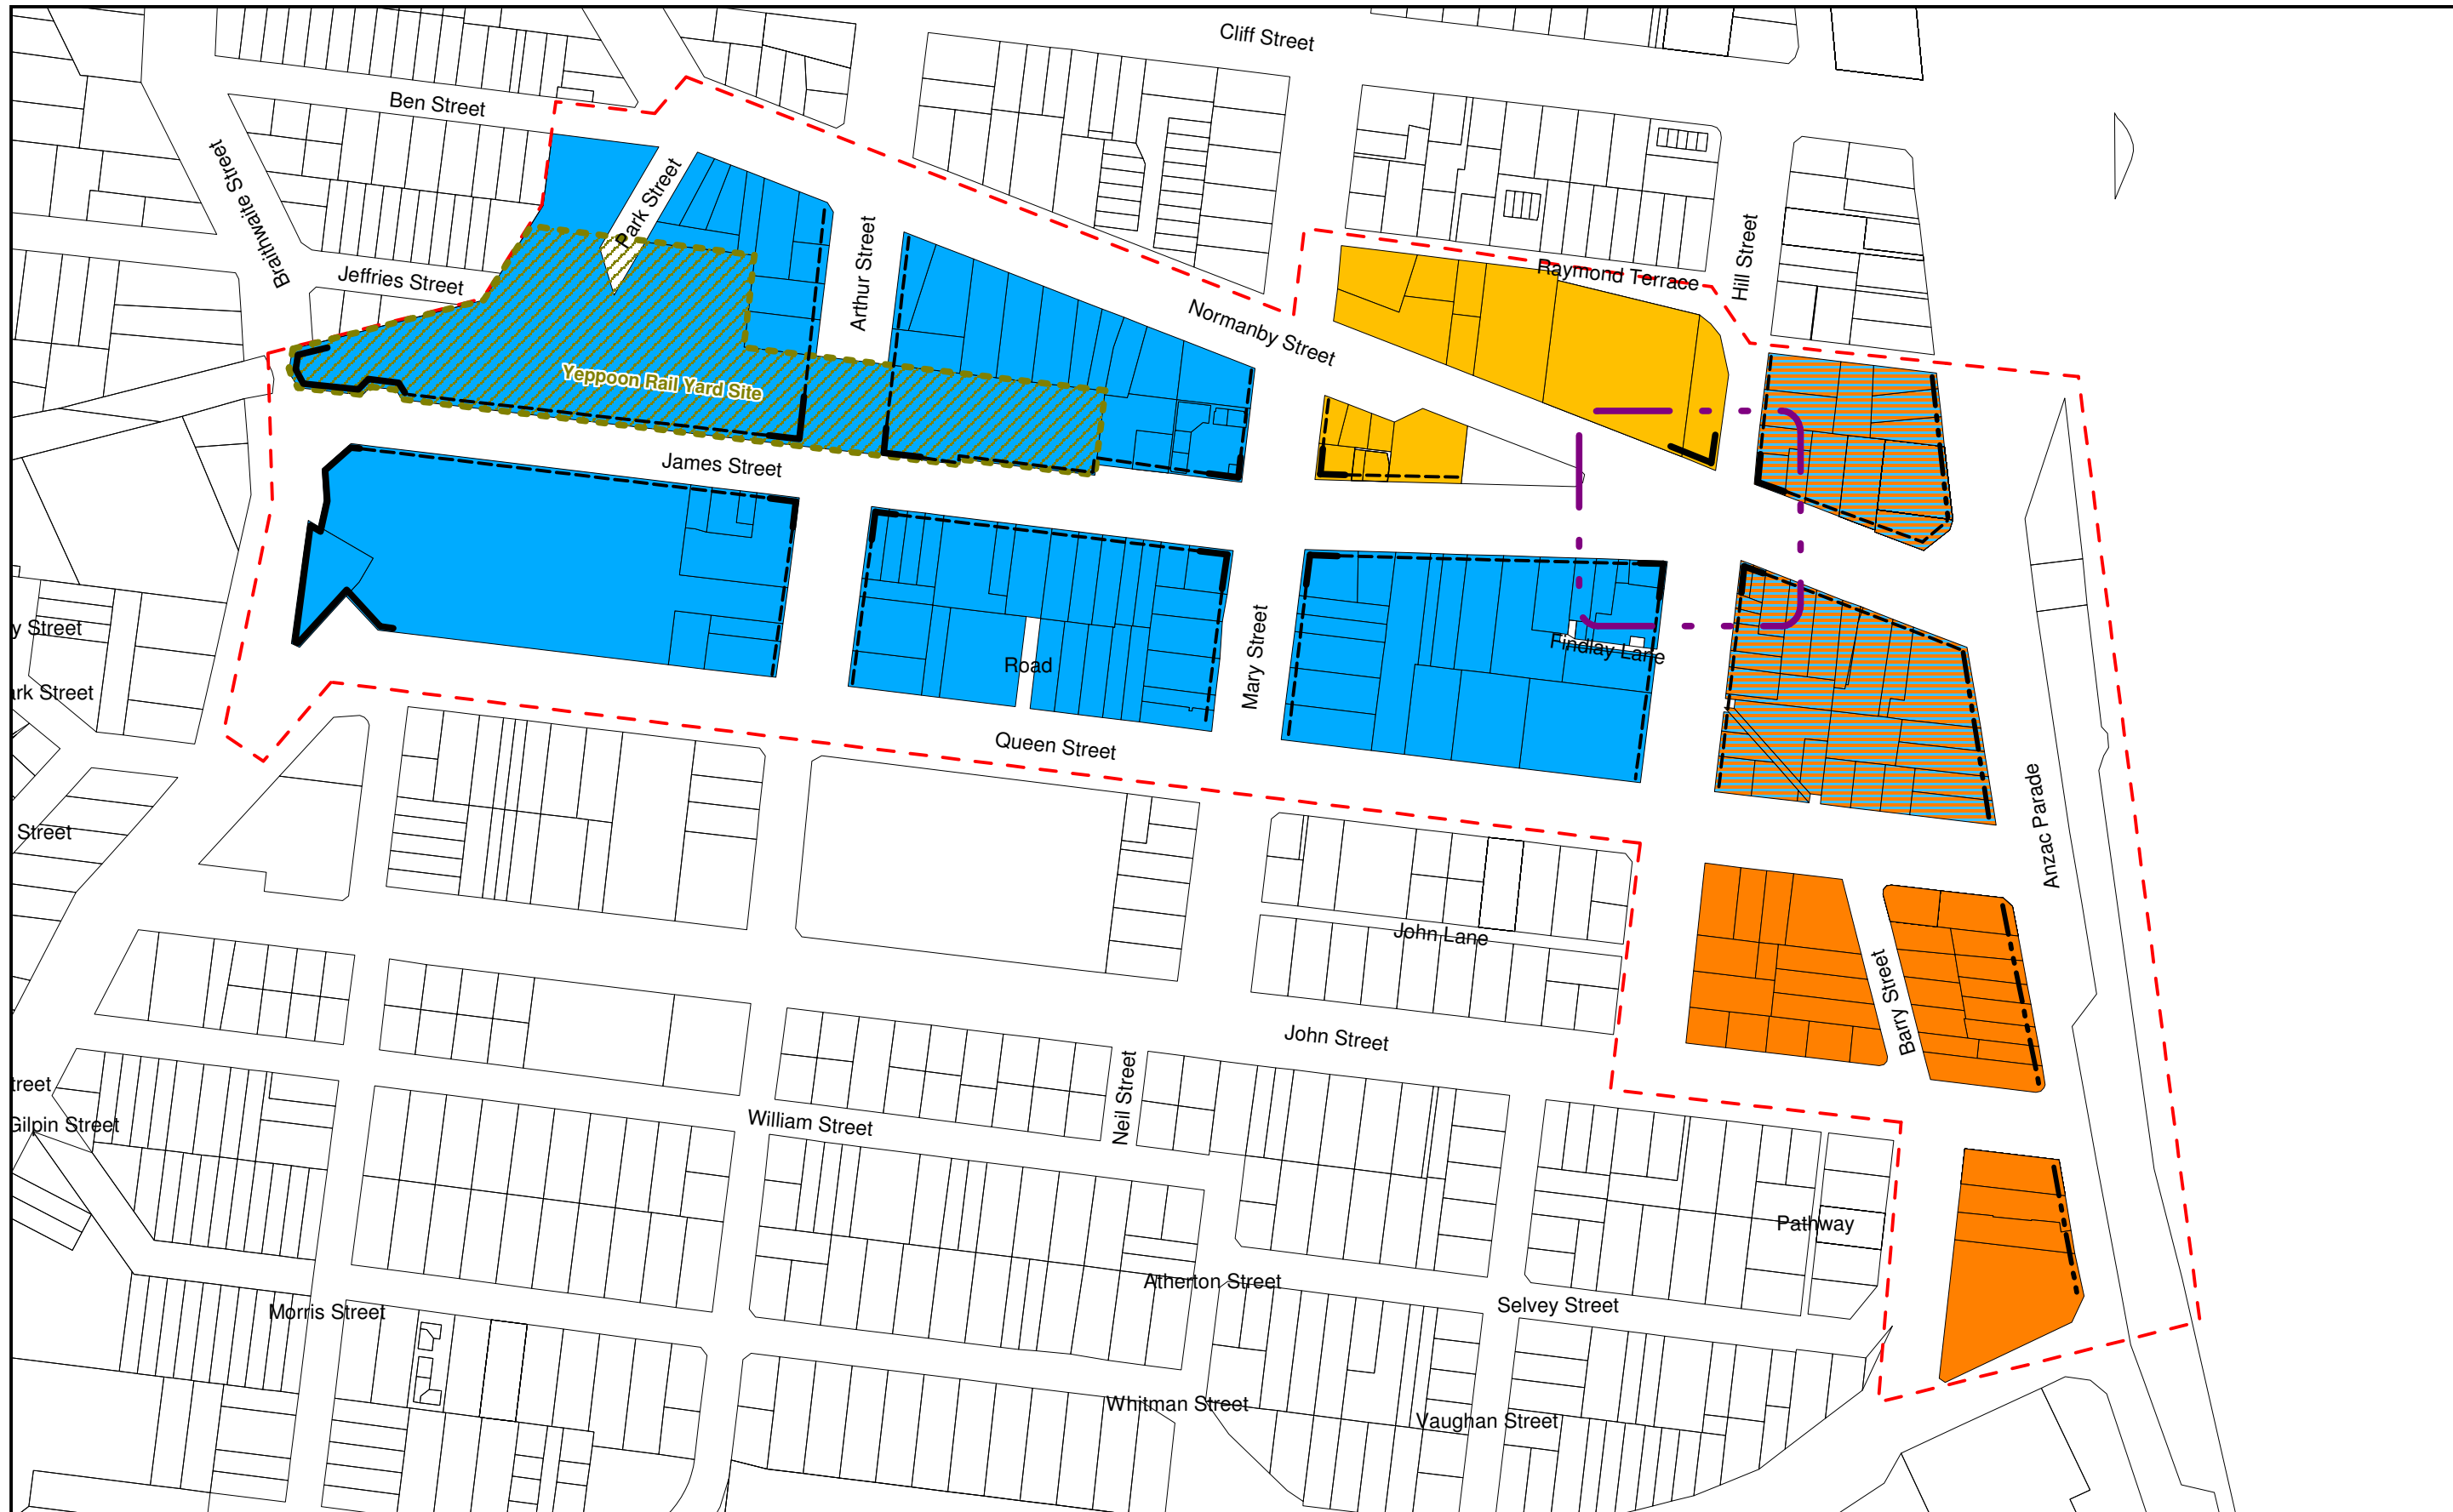 Cliff Street
Ben Street
Braithwaite Street
Park Street
Arthur Street
Hill Street
Raymond Terrace
Jeffries Street
Normanby Street
Yeppoon Rail Yard Site
James Street
y Street
Findlay Lane
Mary Street
Road
ark Street
Queen Street
Street
Anzac Parade
John Lane
Barry Street
John Street
treet
Neil Street
Gilpin Street
William Street
Pathway
Atherton Street
Selvey Street
Morris Street
Whitman Street
Vaughan Street